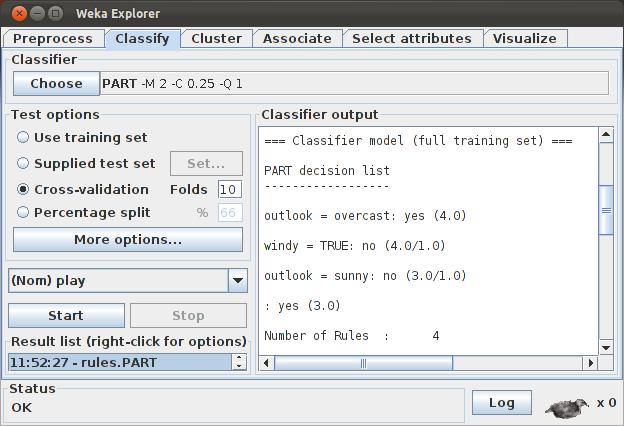 Weka Explorer
Preprocess Classify Cluster Associate Select attributes Visualize
Classifier
Choose PART -M 2 -C 0.25 -Q 1
Test options
Use training set
Supplied test set Set...
Cross-validation Folds 10
Percentage split % 66
More options...
(Nom) play
Start Stop
Result list (right-click for options)
11:52:27 - rules.PART
Classifier output
=== Classifier model (full training set) ===
PART decision list
------------------
outlook = overcast: yes (4.0)
windy = TRUE: no (4.0/1.0)
outlook = sunny: no (3.0/1.0)
: yes (3.0)
Number of Rules : 4
Status
OK
Log x 0